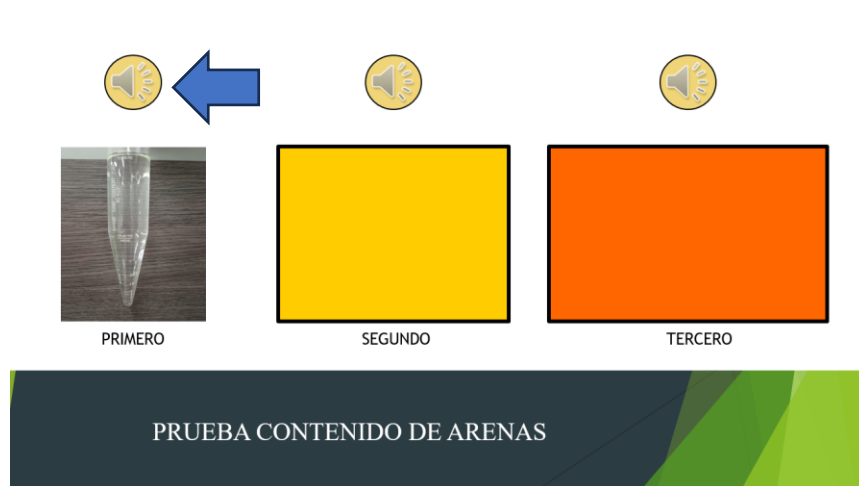 PRIMERO
SEGUNDO
TERCERO
PRUEBA CONTENIDO DE ARENAS